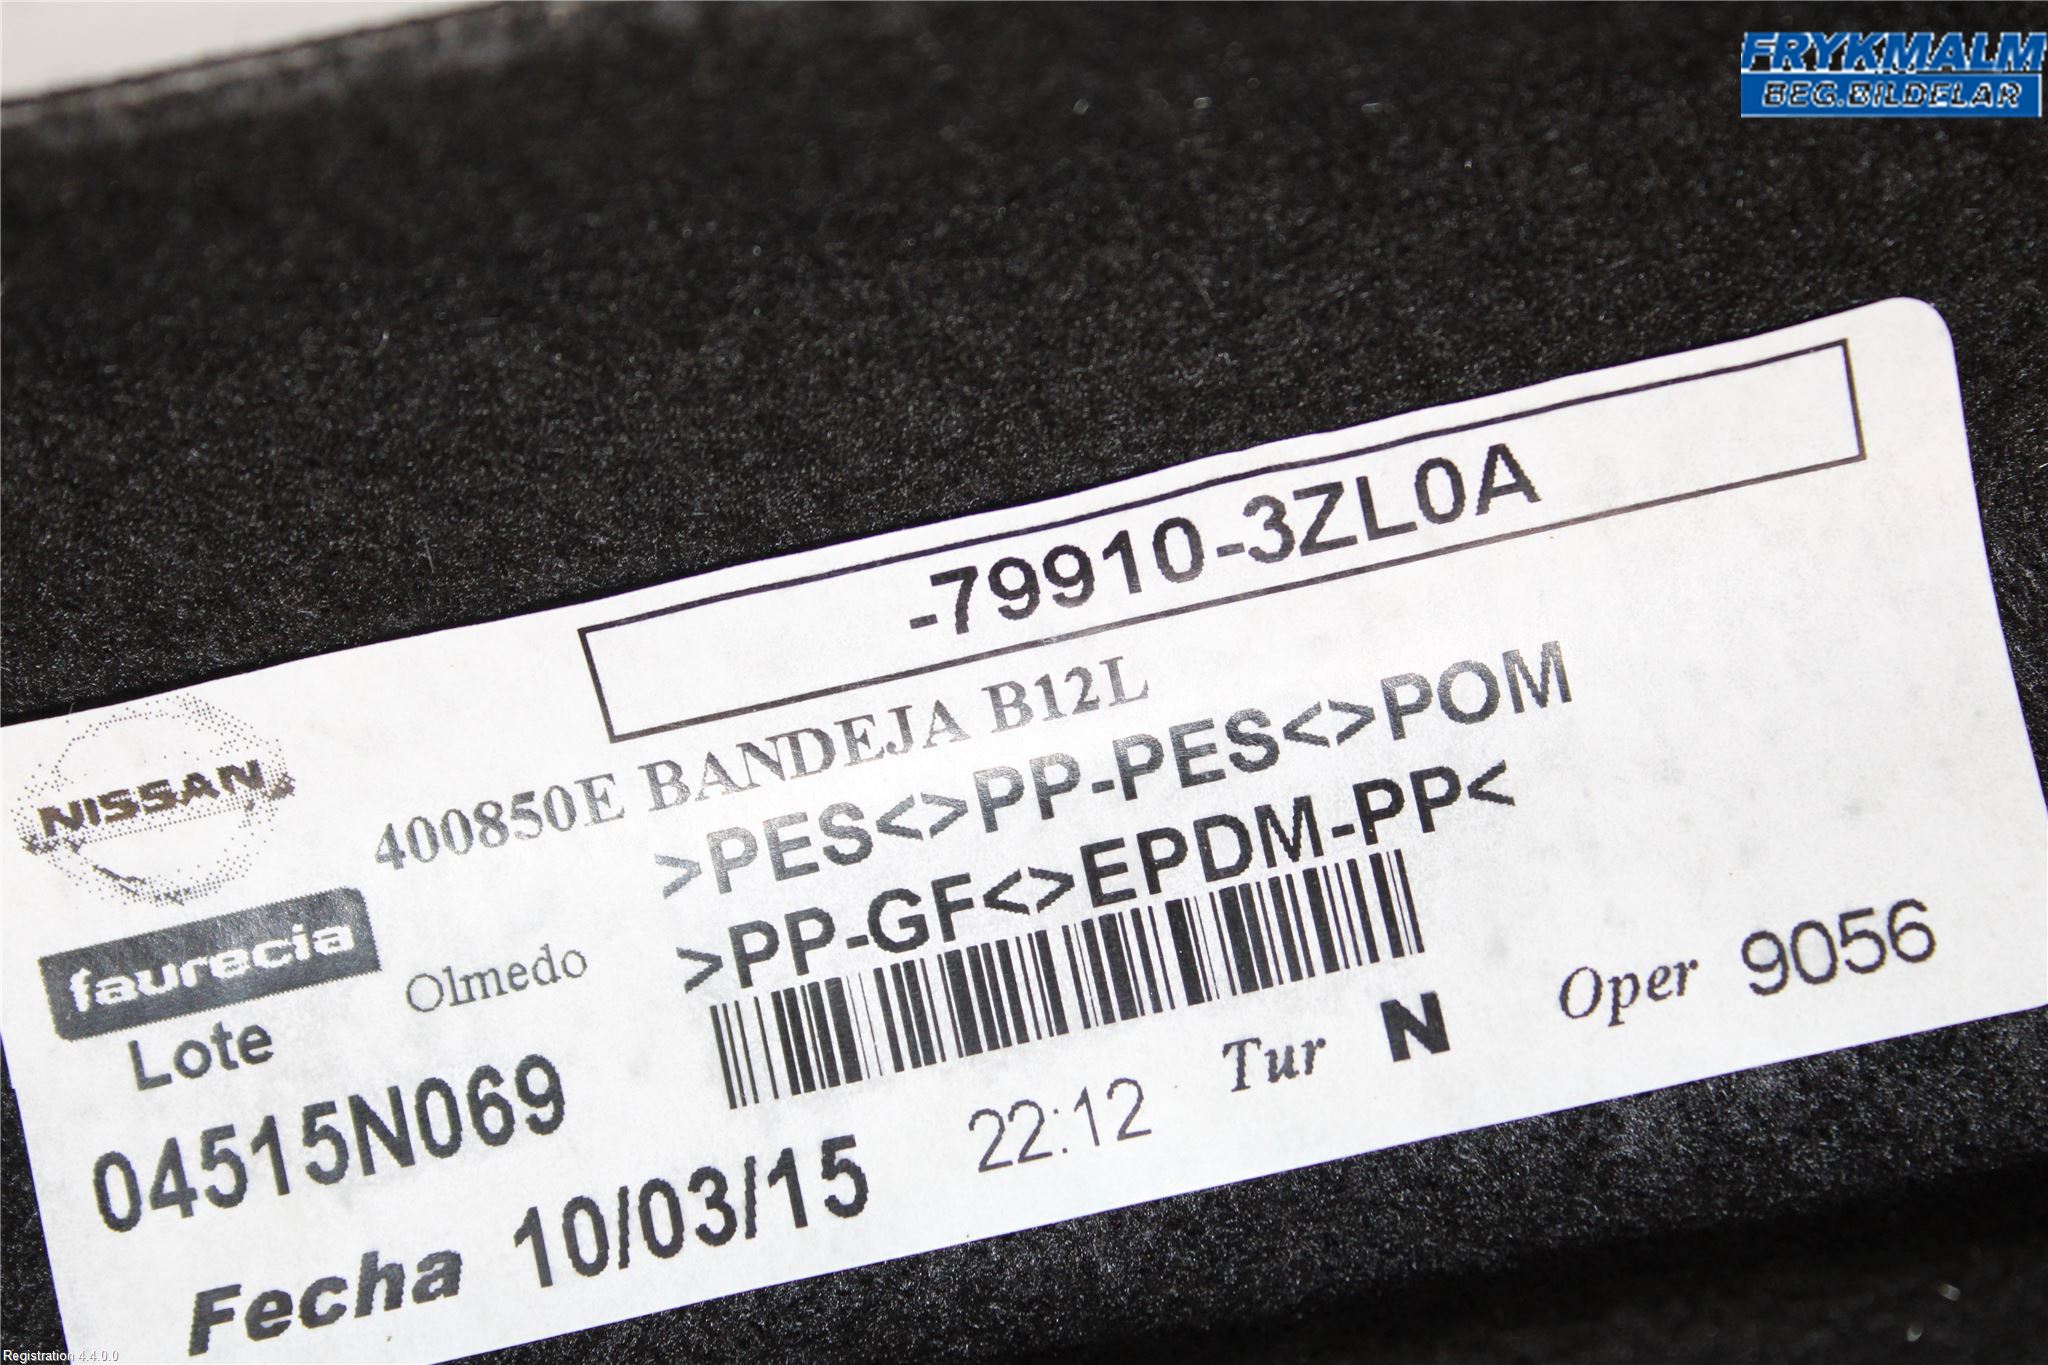 FRYKMALM
BEG.BILDELAR
-79910-3ZL0A
NISSAN
400850E BANDEJA B12L
>PES<>PP-PES<>POM
>PP-GF<>EPDM-PP<
faurecia
Olmedo
Lote
04515N069
Tur N
Oper 9056
Fecha 10/03/15
22:12
Registration 4.4.0.0